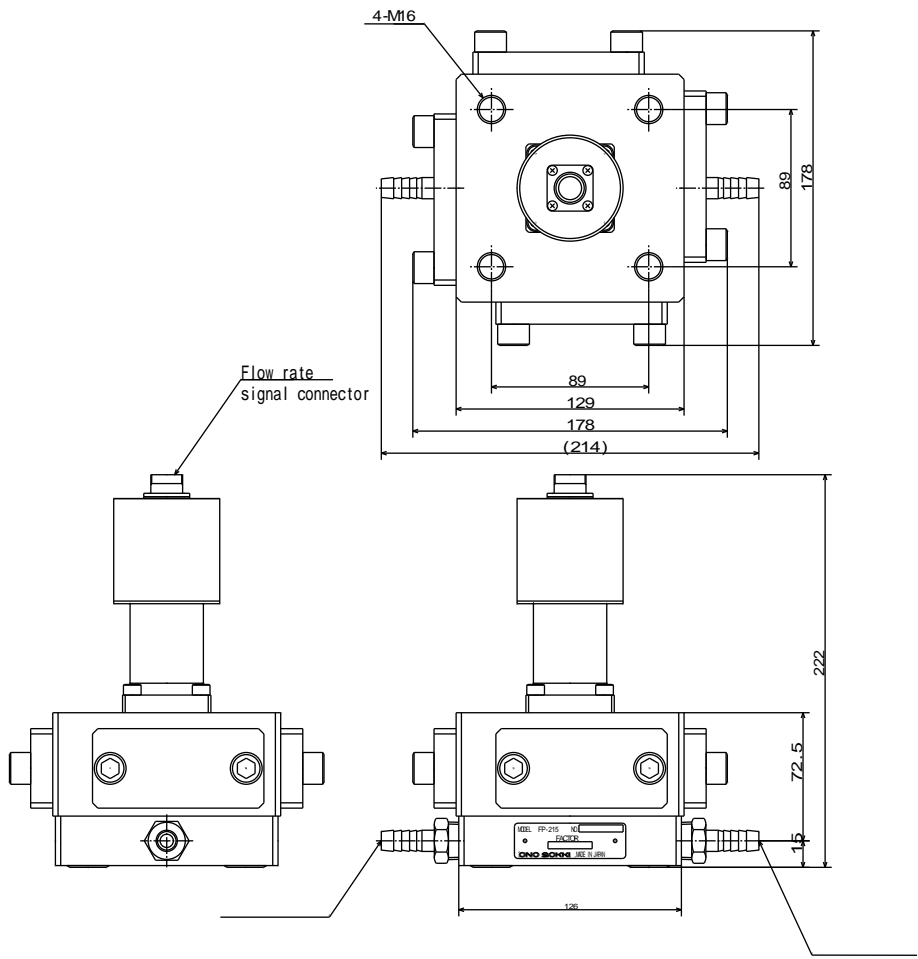 4-M16
89
178
89
129
178
(214)
Flow rate
signal connector
222
72.5
15
MODEL FP-215 NO.
FACTOR
ONO SOKKI MADE IN JAPAN
126